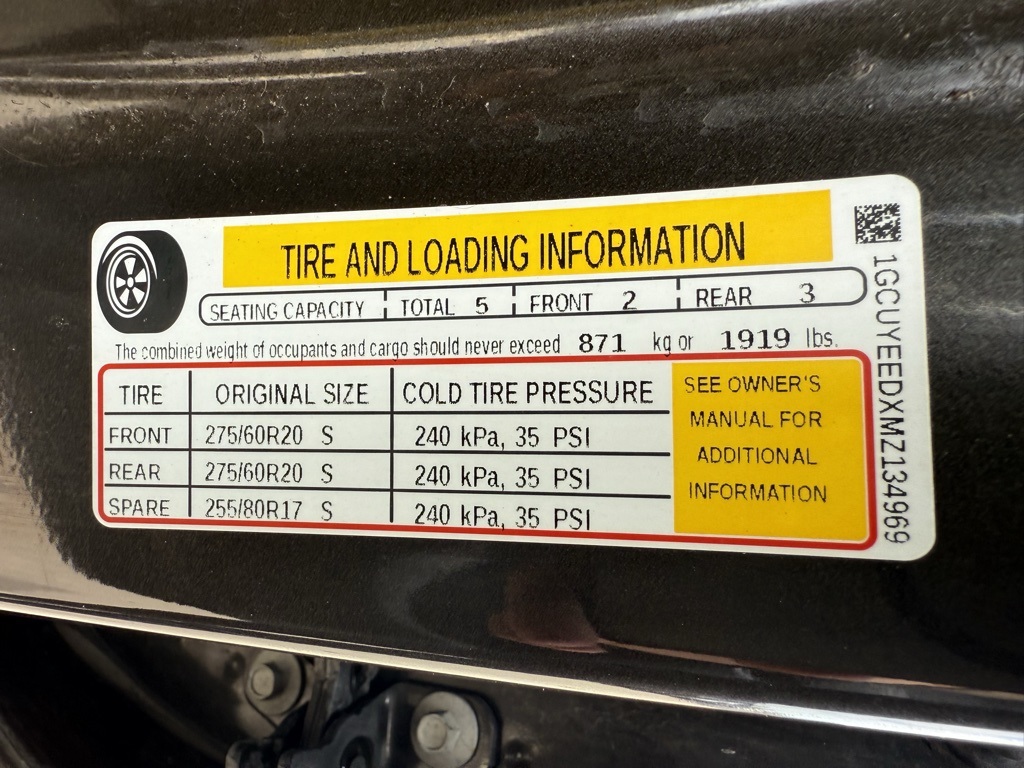 TIRE AND LOADING INFORMATION
SEATING CAPACITY TOTAL 5 FRONT 2 REAR 3
The combined weight of occupants and cargo should never exceed 871 kg or 1919 lbs.
TIRE ORIGINAL SIZE COLD TIRE PRESSURE
FRONT 275/60R20 S 240 kPa, 35 PSI
REAR 275/60R20 S 240 kPa, 35 PSI
SPARE 255/80R17 S 240 kPa, 35 PSI
SEE OWNER'S
MANUAL FOR
ADDITIONAL
INFORMATION
1GCUYEEDXMZ134969